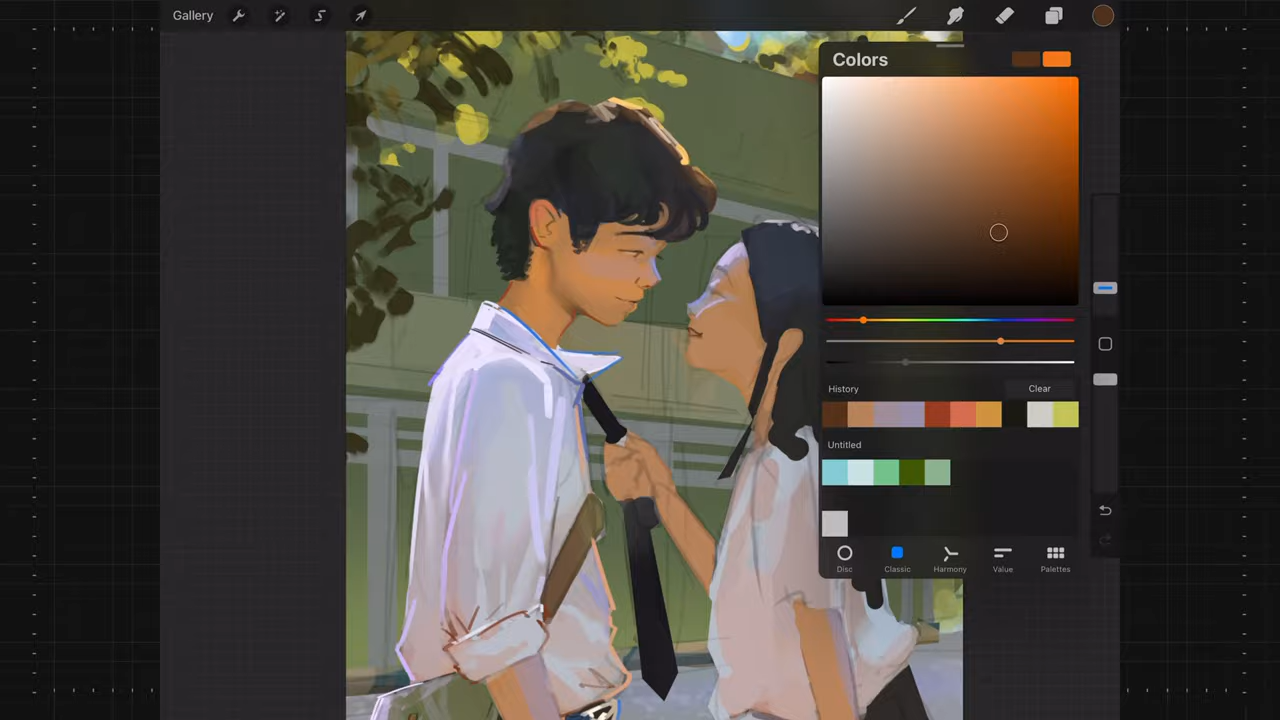 Gallery
Colors
History
Clear
Untitled
Disc
Classic
Harmony
Value
Palettes